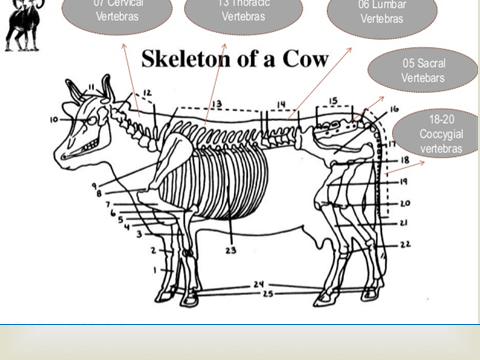 07 Cervical
Vertebras
13 Thoracic
Vertebras
06 Lumbar
Vertebras
Skeleton of a Cow
05 Sacral
Vertebars
18-20
Coccygial
vertebras
11
12
13
14
15
16
10
17
18
9
8
19
7
20
6
5
21
4
3
22
2
23
1
24
25